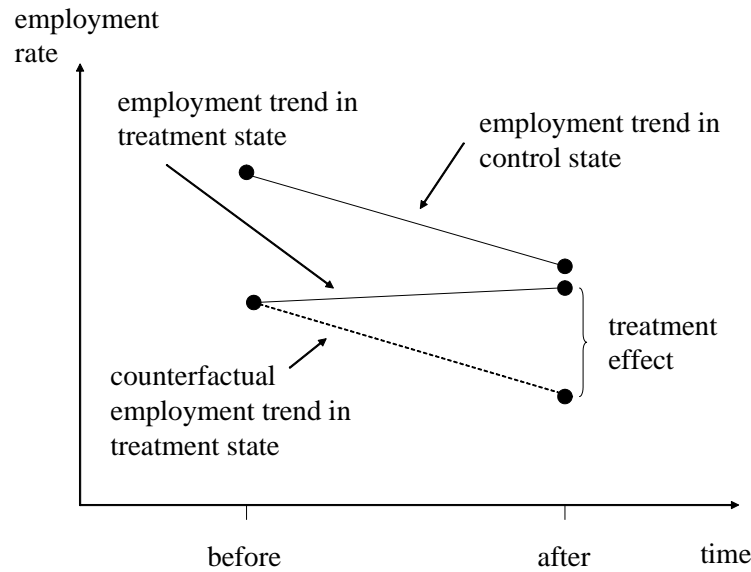 employment
rate
employment trend in
treatment state
employment trend in
control state
treatment
effect
counterfactual
employment trend in
treatment state
before
after
time